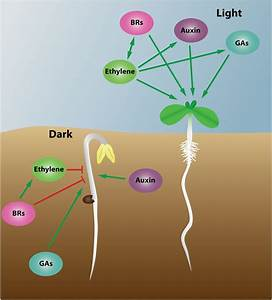 Light
BRs
Auxin
GAs
Ethylene
Dark
Ethylene
Auxin
BRs
GAs